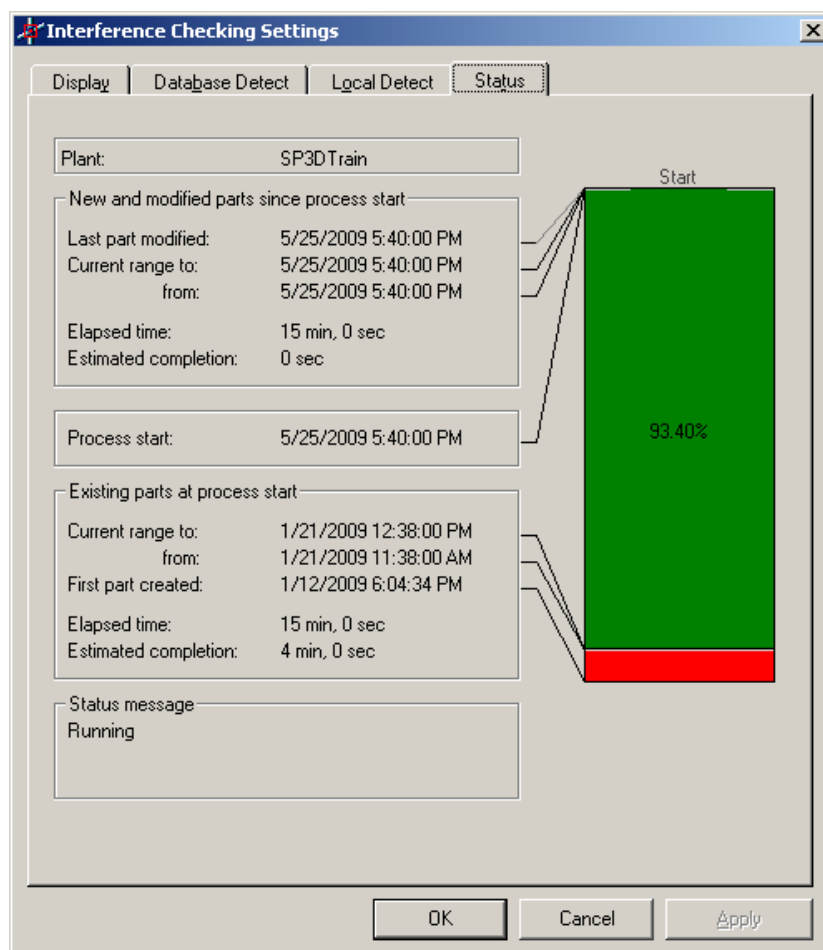 Interference Checking Settings
Display Database Detect Local Detect Status
Plant: SP3DTrain
Start
New and modified parts since process start
Last part modified: 5/25/2009 5:40:00 PM
Current range to: 5/25/2009 5:40:00 PM
from: 5/25/2009 5:40:00 PM
Elapsed time: 15 min, 0 sec
Estimated completion: 0 sec
Process start: 5/25/2009 5:40:00 PM
93.40%
Existing parts at process start
Current range to: 1/21/2009 12:38:00 PM
from: 1/21/2009 11:38:00 AM
First part created: 1/12/2009 6:04:34 PM
Elapsed time: 15 min, 0 sec
Estimated completion: 4 min, 0 sec
Status message
Running
OK Cancel Apply